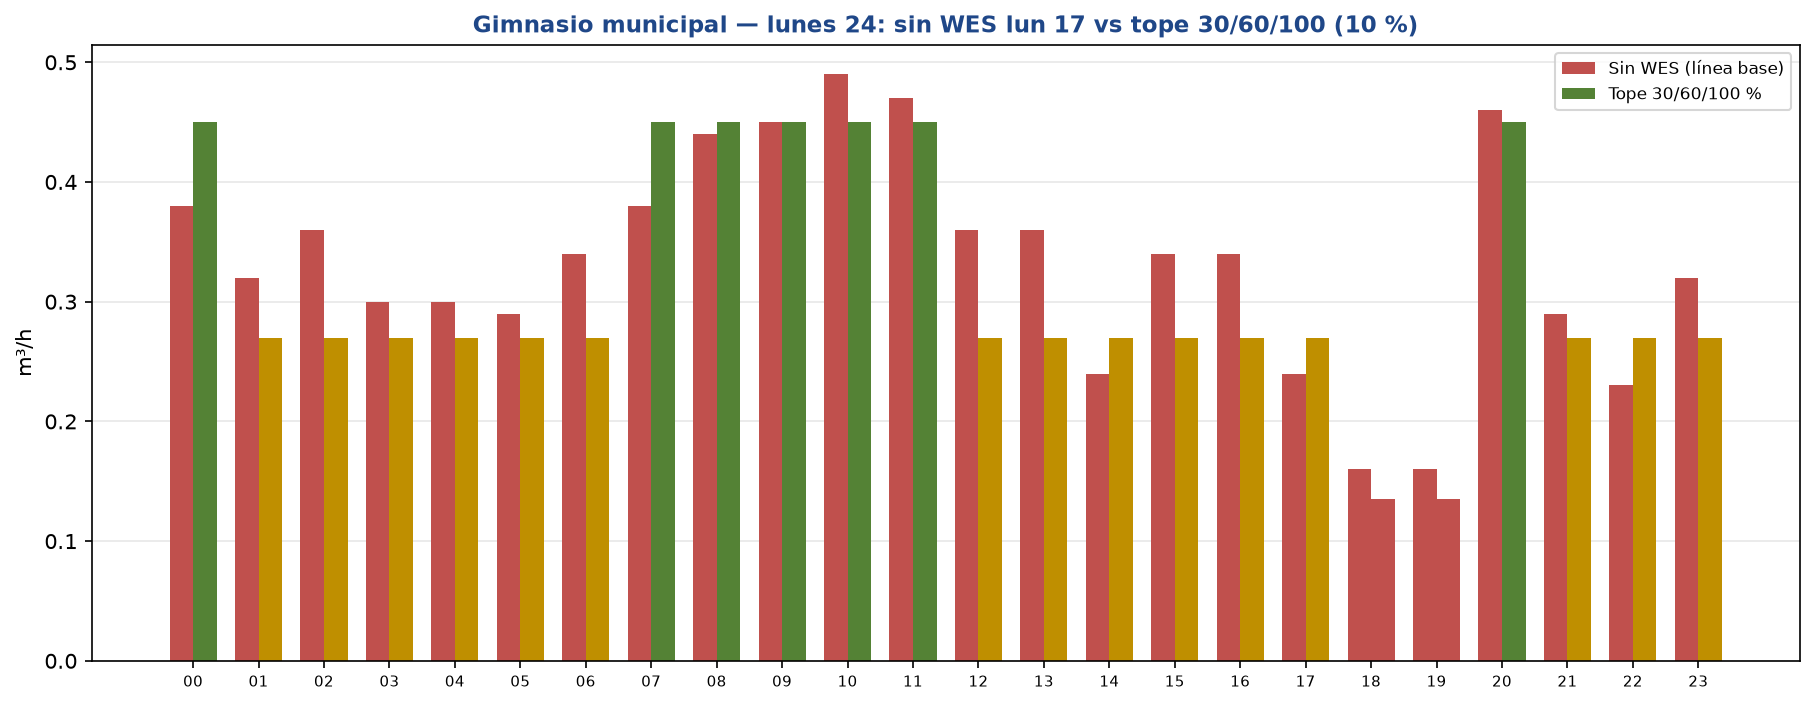 Gimnasio municipal — lunes 24: sin WES lun 17 vs tope 30/60/100 (10 %)
Sin WES (línea base)
Tope 30/60/100 %
m³/h
0.5
0.4
0.3
0.2
0.1
0.0
00 01 02 03 04 05 06 07 08 09 10 11 12 13 14 15 16 17 18 19 20 21 22 23